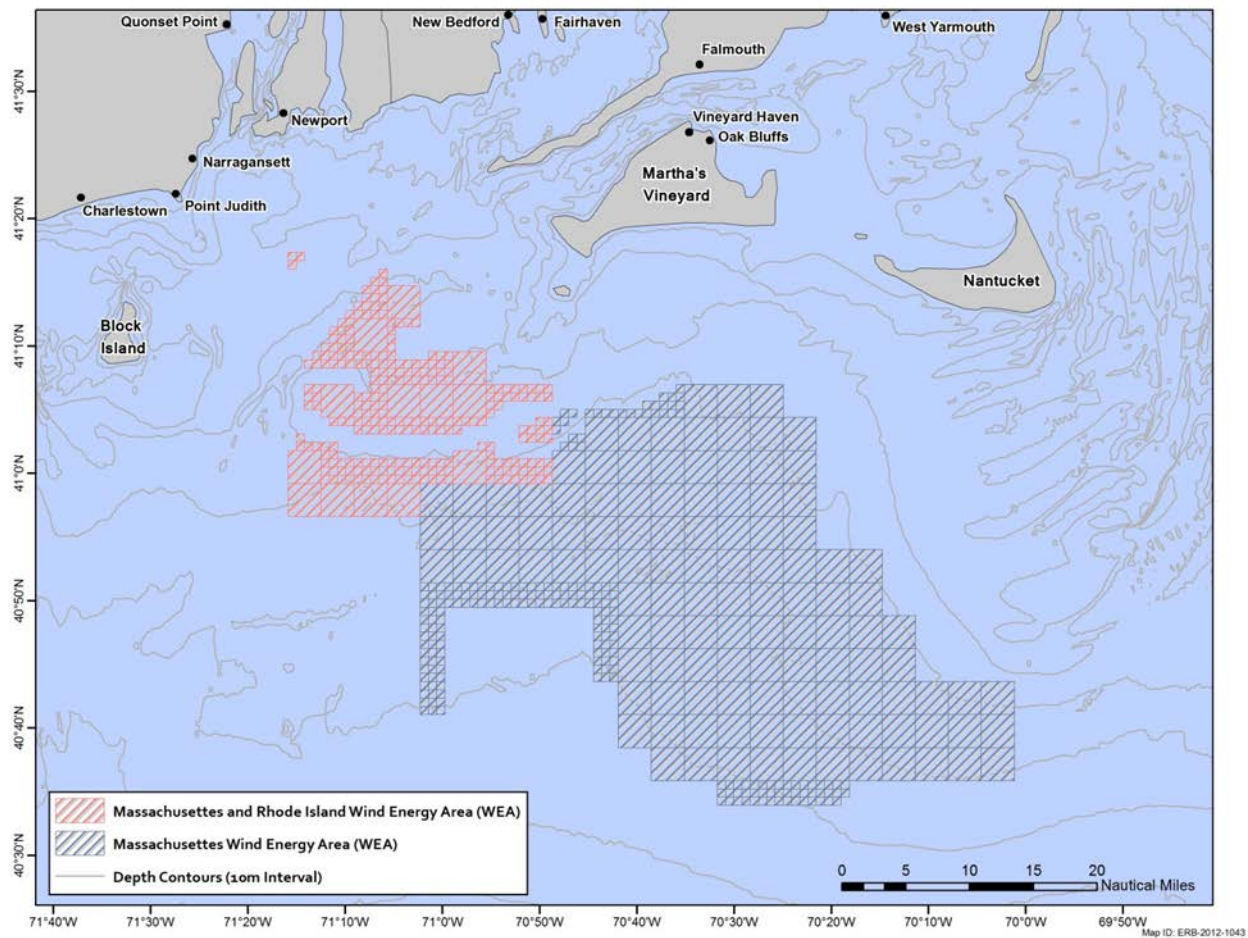 Quonset Point
New Bedford
Fairhaven
West Yarmouth
Falmouth
Newport
Vineyard Haven
Oak Bluffs
Narragansett
Martha's
Vineyard
Charlestown
Point Judith
Nantucket
Block
Island
41°30'N
41°20'N
41°10'N
41°0'N
40°50'N
40°40'N
40°30'N
Massachusettes and Rhode Island Wind Energy Area (WEA)
Massachusettes Wind Energy Area (WEA)
Depth Contours (10m Interval)
0 5 10 15 20
Nautical Miles
71°40'W 71°30'W 71°20'W 71°10'W 71°0'W 70°50'W 70°40'W 70°30'W 70°20'W 70°10'W 70°0'W 69°50'W
Map ID: ERB-2012-1043